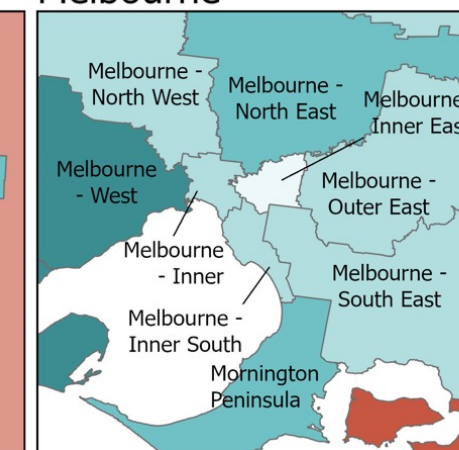 Melbourne
Melbourne -
North West
Melbourne -
North East
Melbourne
Inner Eas
Melbourne
- West
Melbourne -
Outer East
Melbourne
- Inner
Melbourne -
South East
Melbourne -
Inner South
Mornington
Peninsula